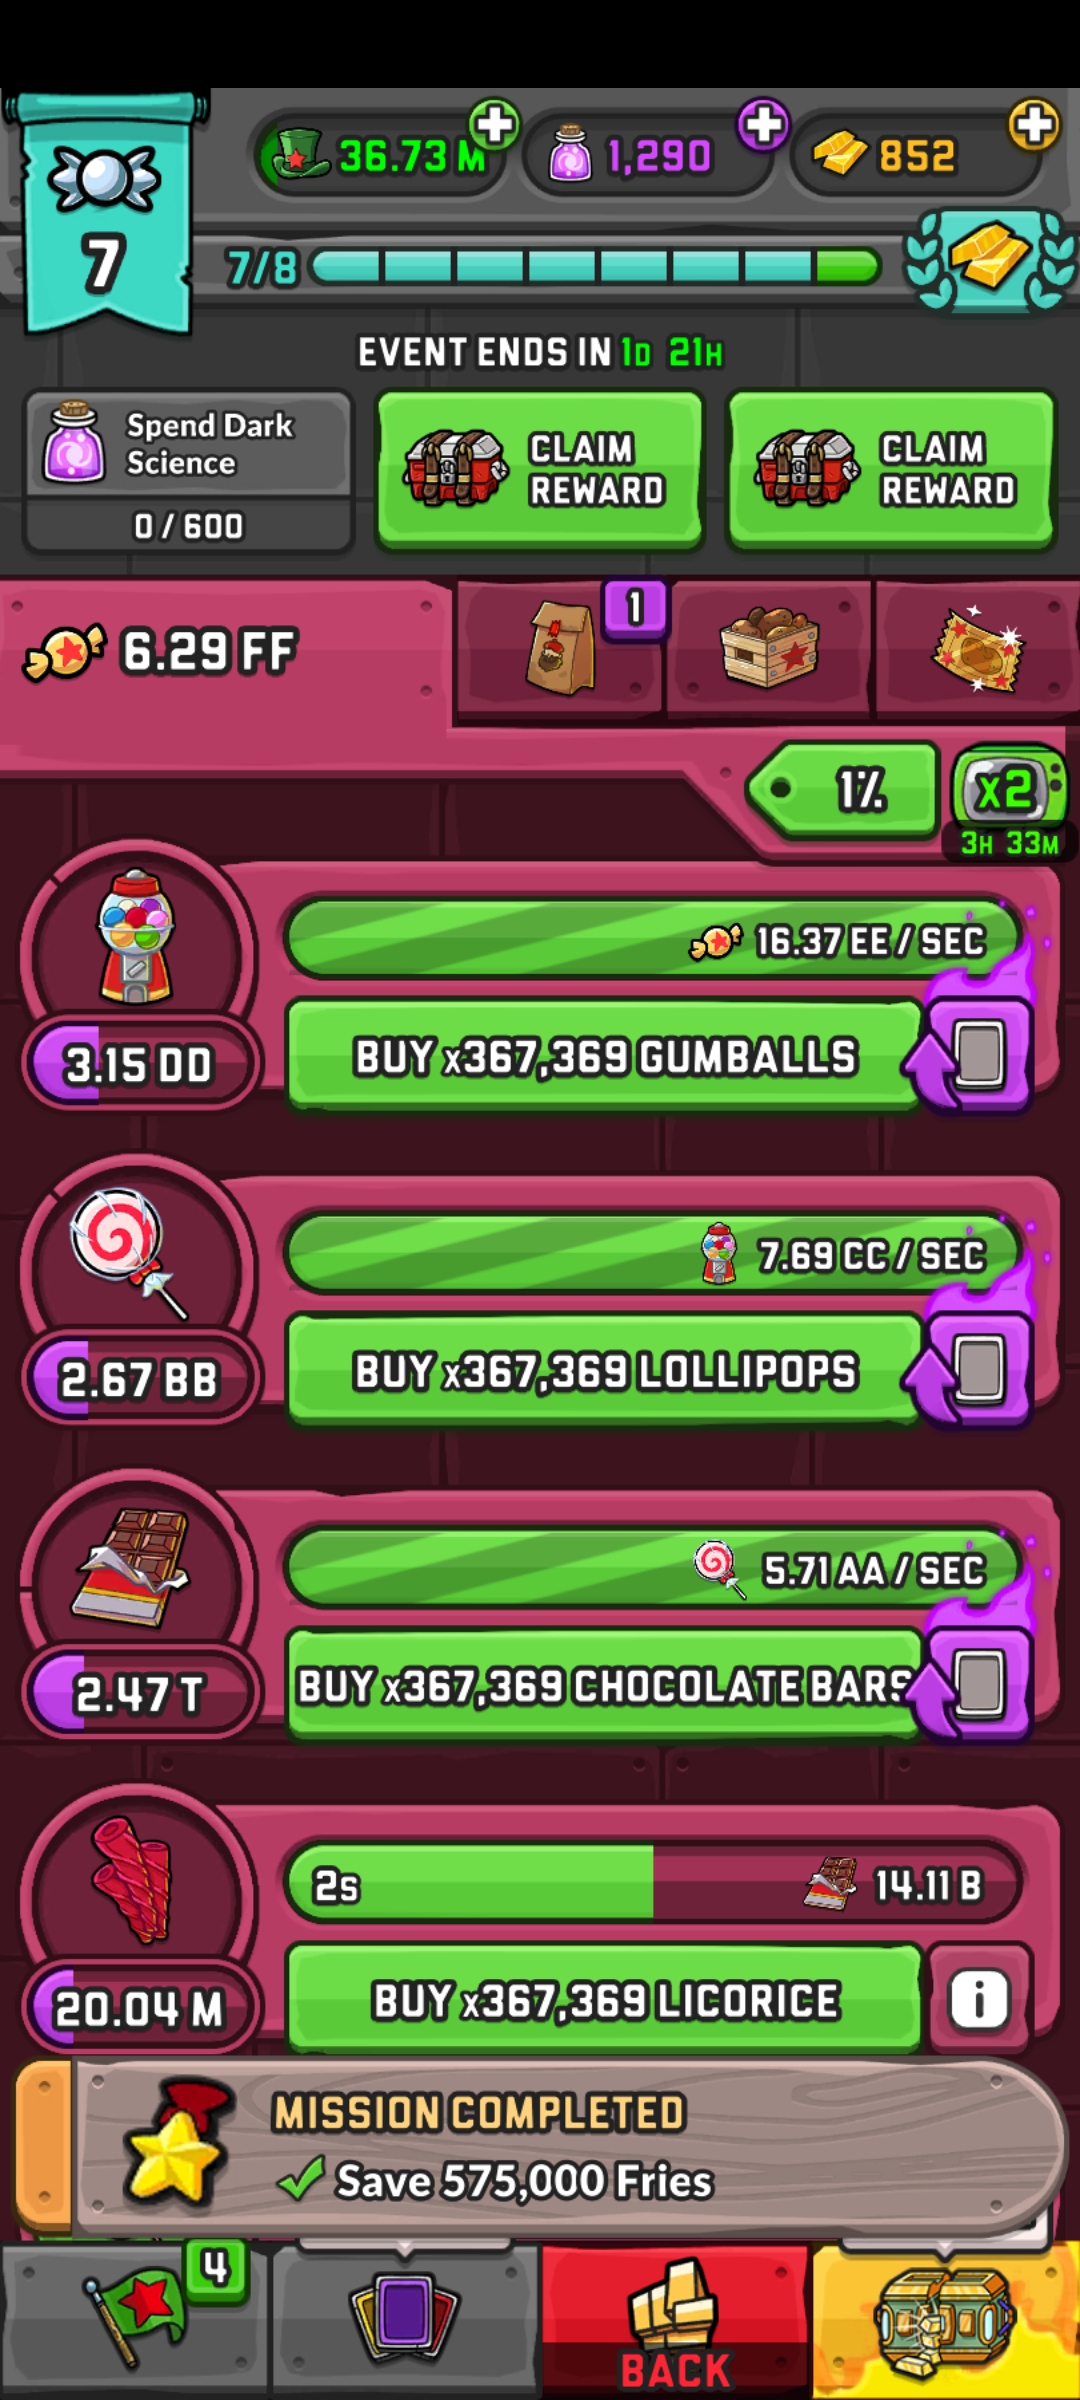 36.73 M
1,290
852
7
7/8
EVENT ENDS IN 1D 21H
Spend Dark
Science
0 / 600
CLAIM
REWARD
CLAIM
REWARD
6.29 FF
1
1%
x2
3H 33M
16.37 EE / SEC
3.15 DD
BUY x367,369 GUMBALLS
7.69 CC / SEC
2.67 BB
BUY x367,369 LOLLIPOPS
5.71 AA / SEC
2.47 T
BUY x367,369 CHOCOLATE BARS
2s
14.11 B
20.04 M
BUY x367,369 LICORICE
i
MISSION COMPLETED
Save 575,000 Fries
4
BACK